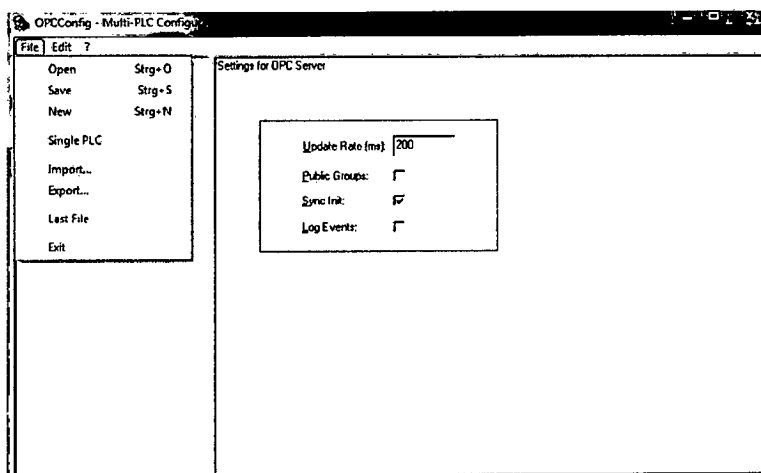 OPCConfig - Multi-PLC Configu
File Edit ?
Open Strg+O
Save Strg+S
New Strg+N
Single PLC
Import...
Export...
Last File
Exit
Settings for OPC Server
Update Rate (ms): 200
Public Groups:
Sync Init:
Log Events: